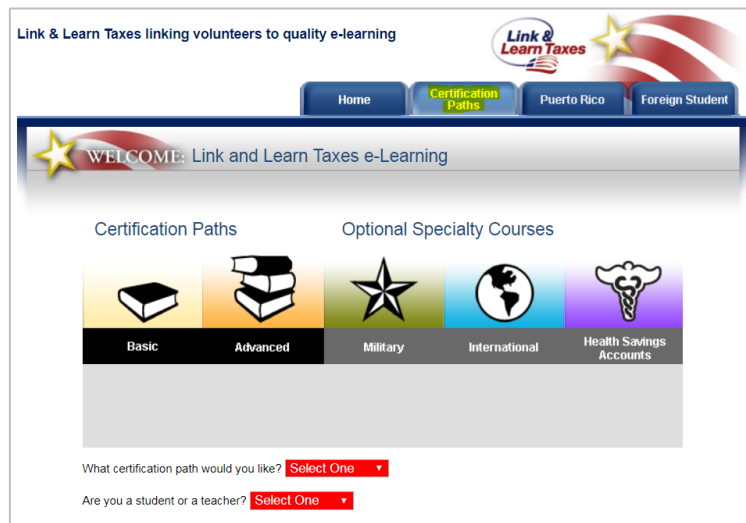 Link & Learn Taxes linking volunteers to quality e-learning
Link &
Learn Taxes
Home
Certification
Paths
Puerto Rico
Foreign Student
WELCOME: Link and Learn Taxes e-Learning
Certification Paths
Optional Specialty Courses
Basic
Advanced
Military
International
Health Savings
Accounts
What certification path would you like? Select One
Are you a student or a teacher? Select One